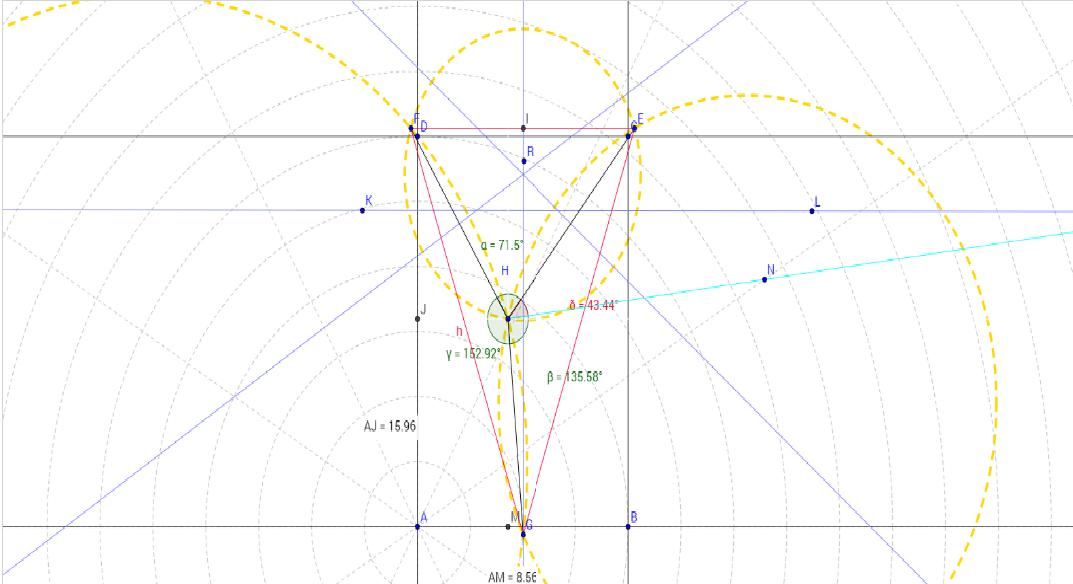 F
D
I
C
E
R
K
L
α = 71.5°
H
N
δ = 43.44°
J
h
γ = 152.92°
β = 135.58°
AJ = 15.96
A
M
G
B
AM = 8.56